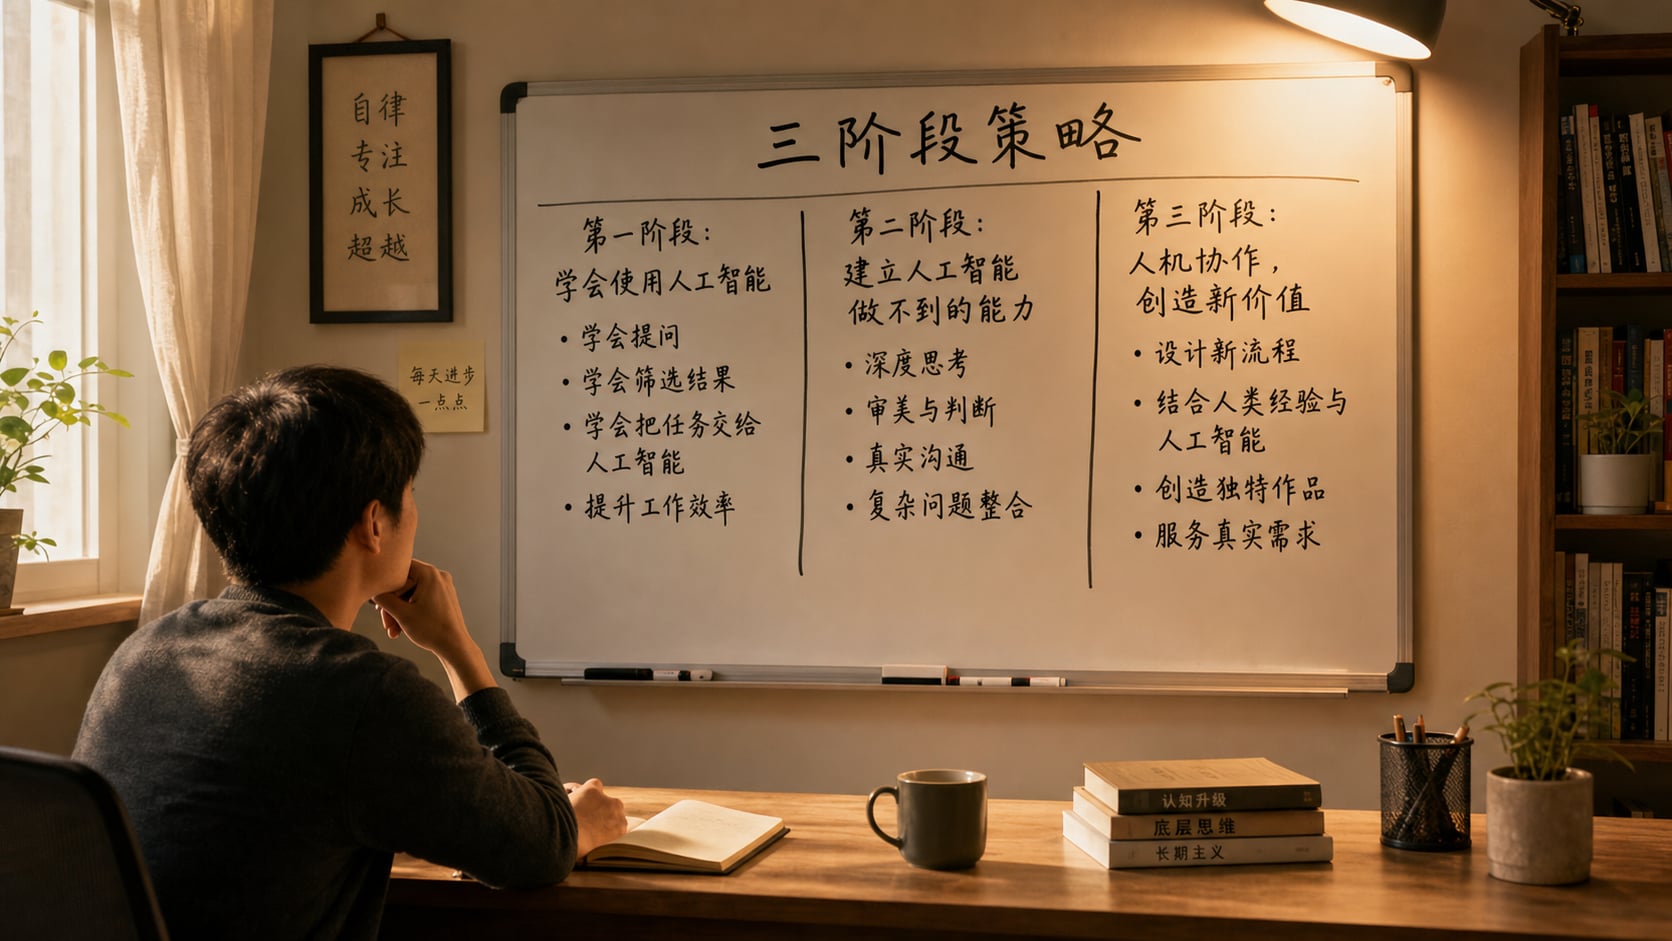 自律
专注
成长
超越
每天进步
一点点
三阶段策略
第一阶段：
学会使用人工智能
• 学会提问
• 学会筛选结果
• 学会把任务交给
人工智能
• 提升工作效率
第二阶段：
建立人工智能
做不到的能力
• 深度思考
• 审美与判断
• 真实沟通
• 复杂问题整合
第三阶段：
人机协作，
创造新价值
• 设计新流程
• 结合人类经验与
人工智能
• 创造独特作品
• 服务真实需求
认知升级
底层思维
长期主义